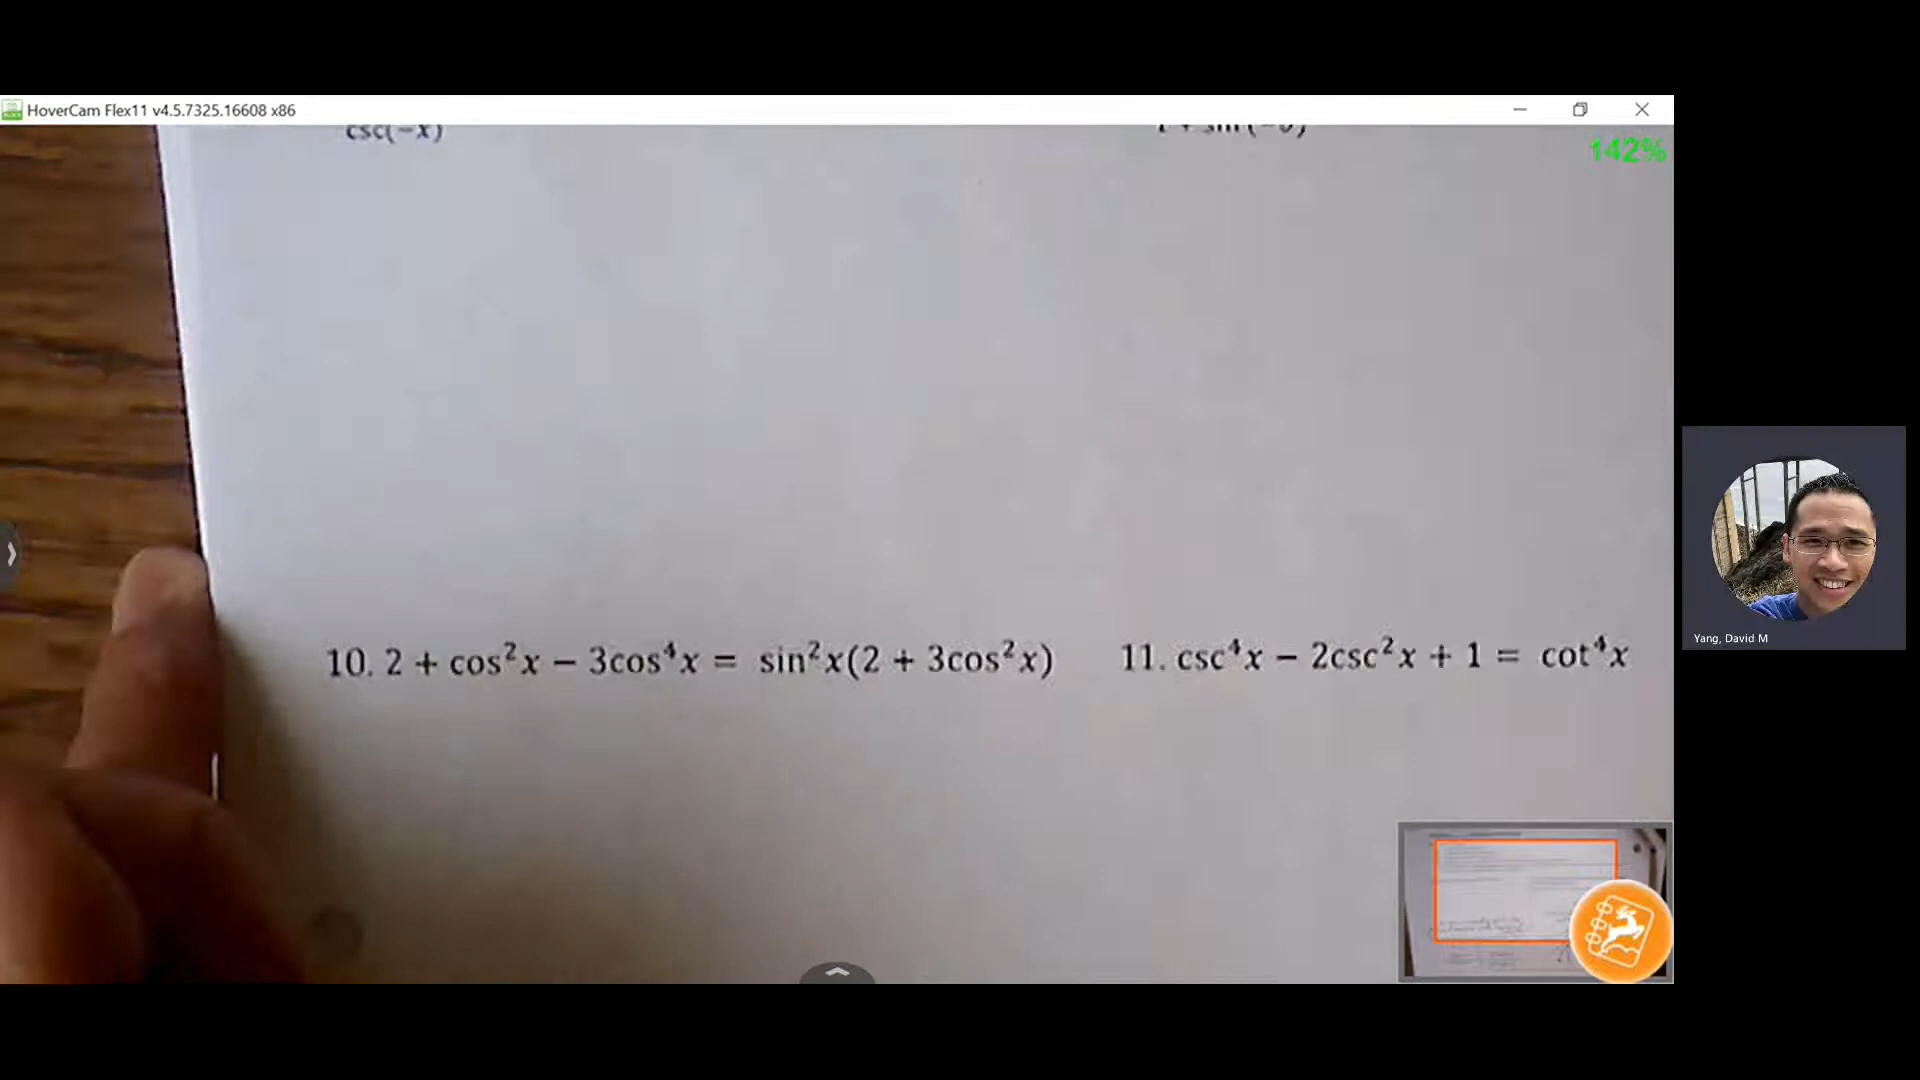 HoverCam Flex11 v4.5.7325.16608 x86
csc(−x)
142%
10. 2 + cos²x − 3cos⁴x = sin²x(2 + 3cos²x)
11. csc⁴x − 2csc²x + 1 = cot⁴x
Yang, David M